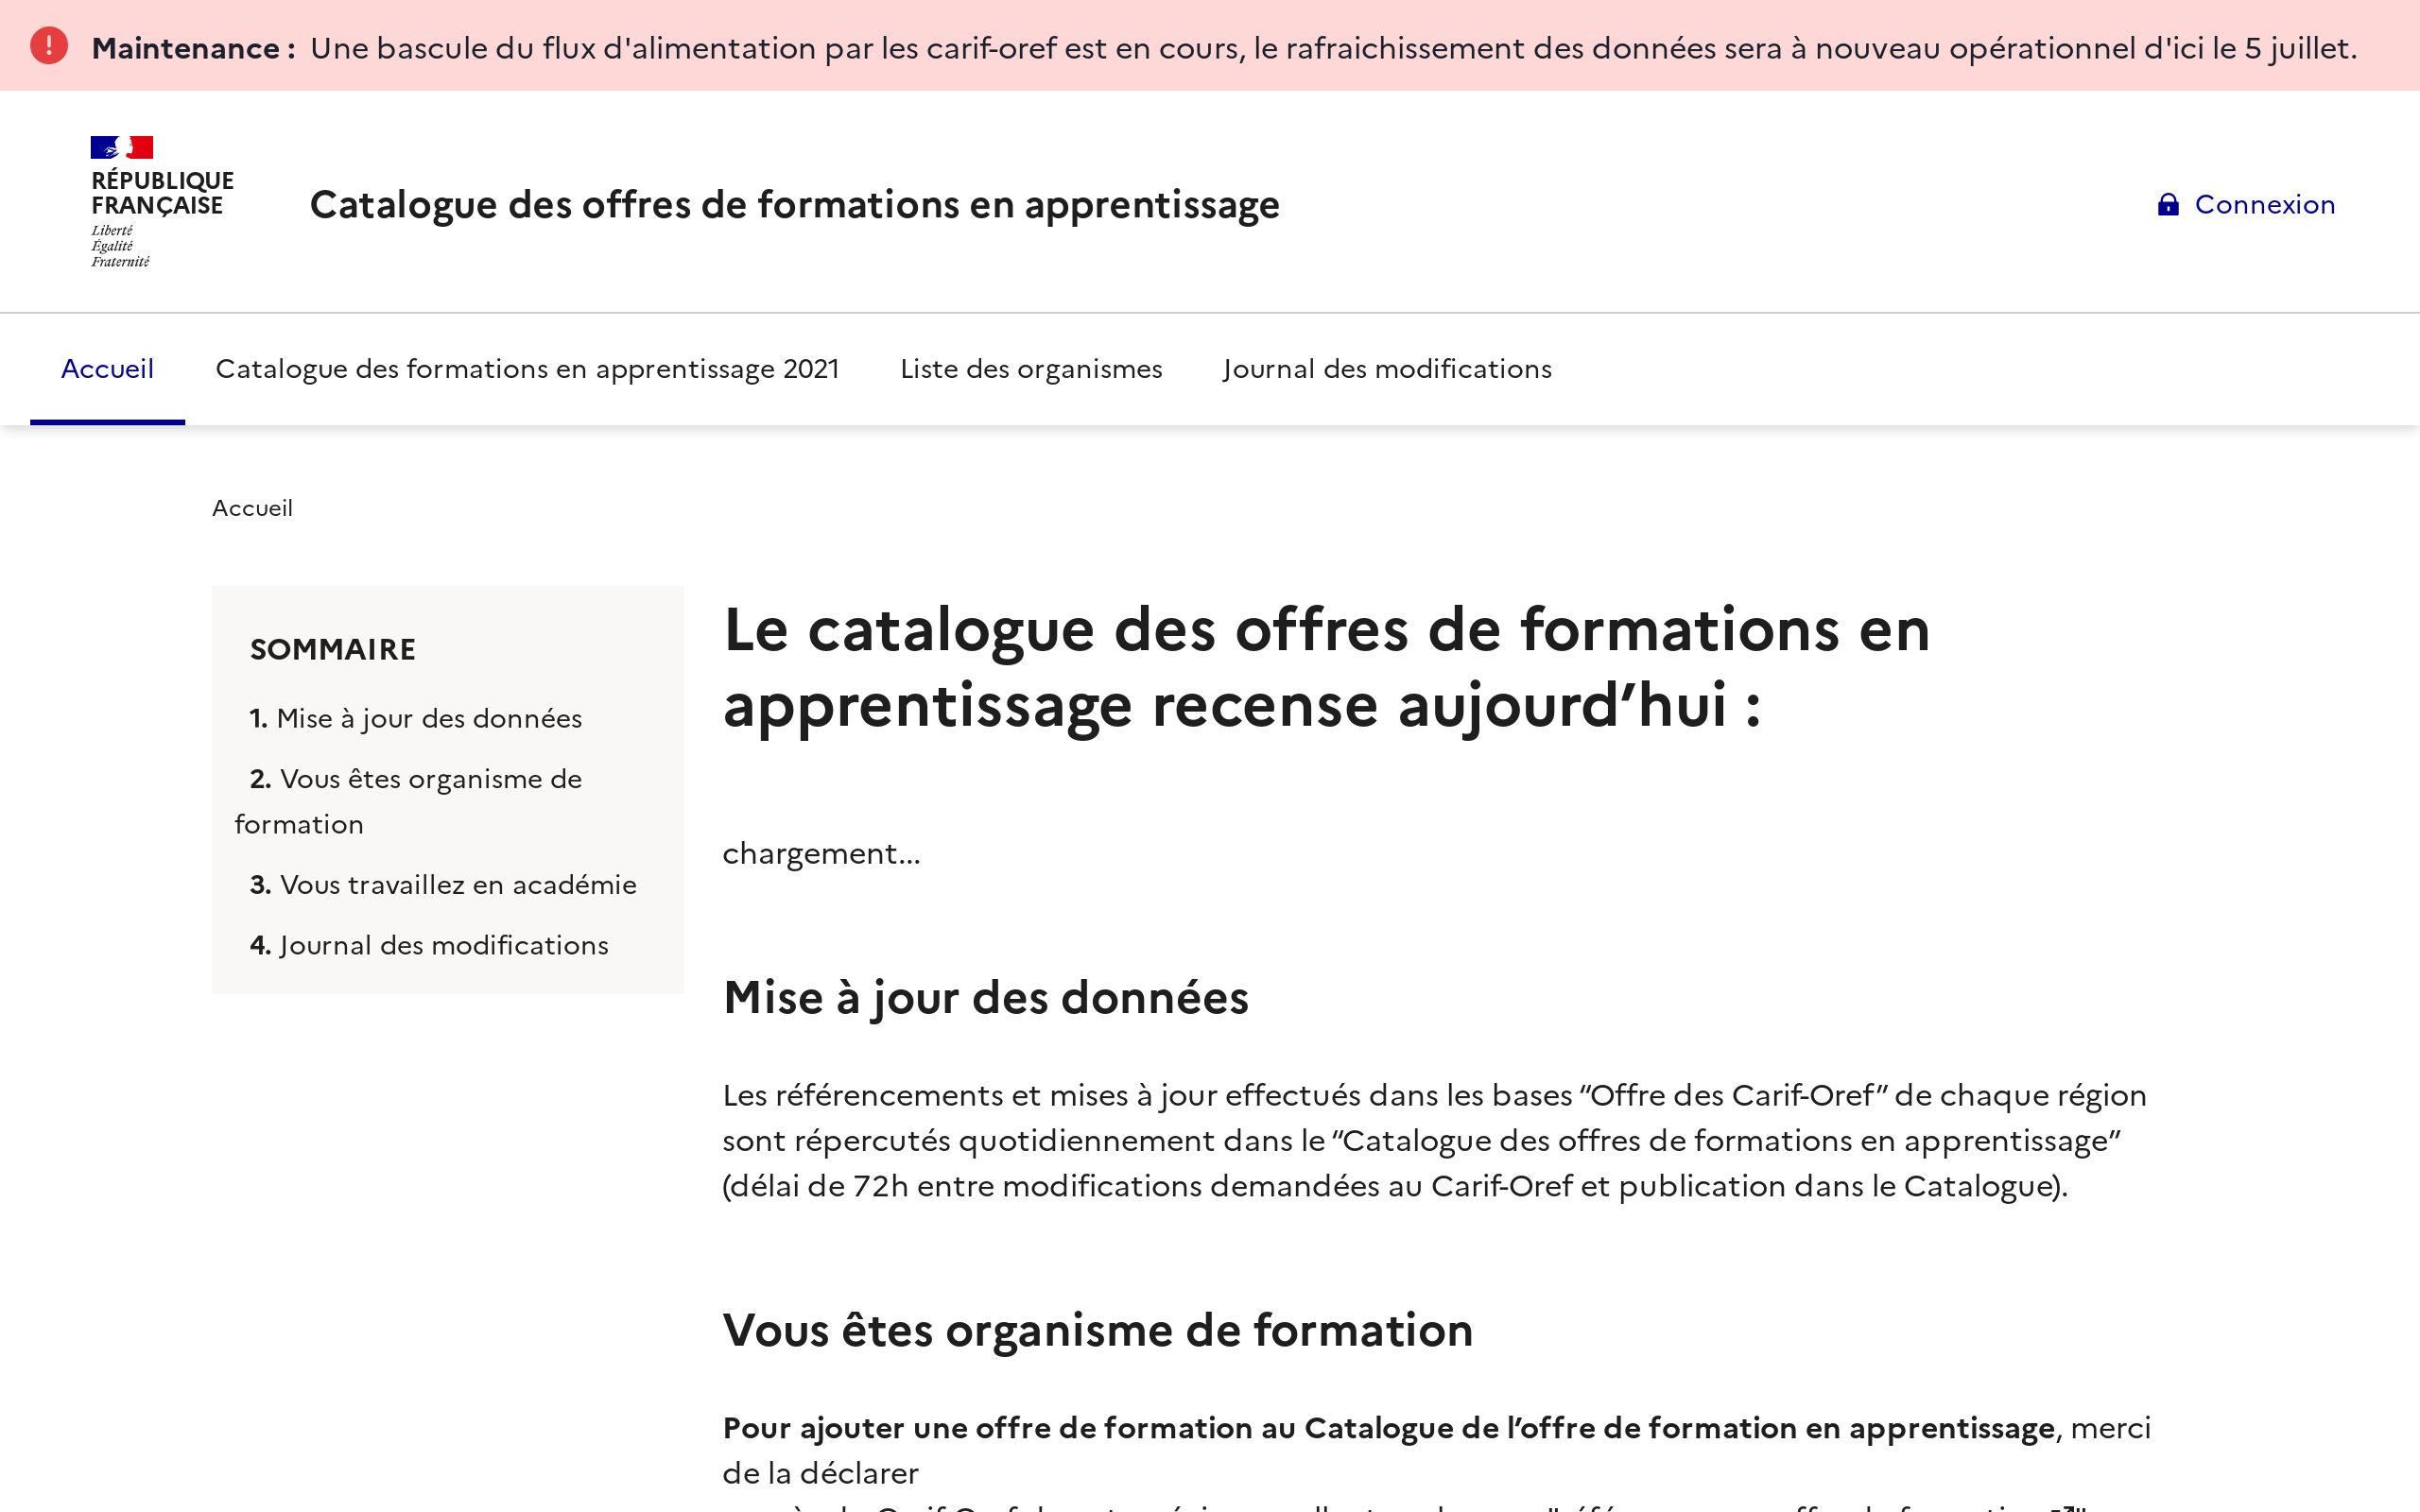 Maintenance : Une bascule du flux d'alimentation par les carif-oref est en cours, le rafraichissement des données sera à nouveau opérationnel d'ici le 5 juillet.
RÉPUBLIQUE
FRANÇAISE
Liberté
Égalité
Fraternité
Catalogue des offres de formations en apprentissage
Connexion
Accueil
Catalogue des formations en apprentissage 2021
Liste des organismes
Journal des modifications
Accueil
SOMMAIRE
1. Mise à jour des données
2. Vous êtes organisme de
formation
3. Vous travaillez en académie
4. Journal des modifications
Le catalogue des offres de formations en
apprentissage recense aujourd’hui :
chargement...
Mise à jour des données
Les référencements et mises à jour effectués dans les bases “Offre des Carif-Oref” de chaque région
sont répercutés quotidiennement dans le “Catalogue des offres de formations en apprentissage”
(délai de 72h entre modifications demandées au Carif-Oref et publication dans le Catalogue).
Vous êtes organisme de formation
Pour ajouter une offre de formation au Catalogue de l’offre de formation en apprentissage, merci
de la déclarer